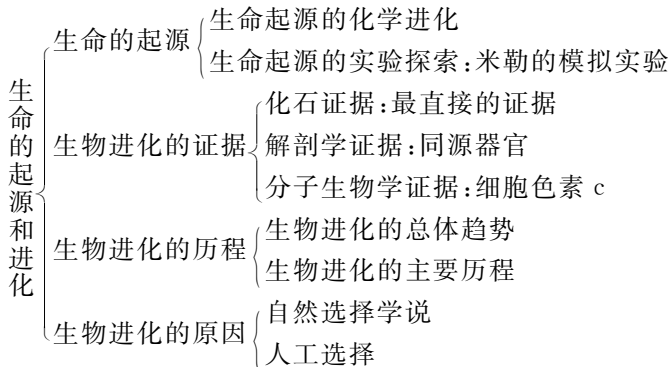 生命的起源和进化
生命的起源
生命起源的化学进化
生命起源的实验探索:米勒的模拟实验
生物进化的证据
化石证据:最直接的证据
解剖学证据:同源器官
分子生物学证据:细胞色素 c
生物进化的历程
生物进化的总体趋势
生物进化的主要历程
生物进化的原因
自然选择学说
人工选择